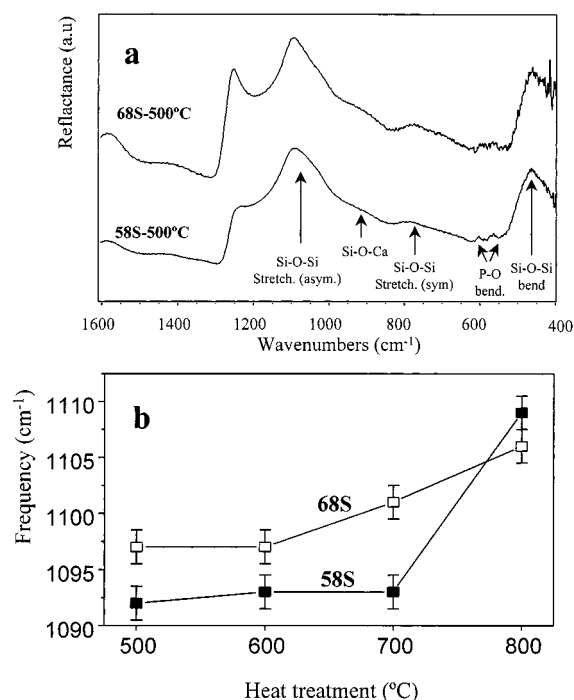 a
Reflactance (a.u)
68S-500ºC
58S-500ºC
Si-O-Si
Stretch. (asym.)
Si-O-Ca
Si-O-Si
Stretch. (sym)
P-O
bend.
Si-O-Si
bend
1600 1400 1200 1000 800 600 400
Wavenumbers (cm-1)
b
Frequency (cm-1)
1110
1105
1100
1095
1090
68S
58S
500 600 700 800
Heat treatment (ºC)